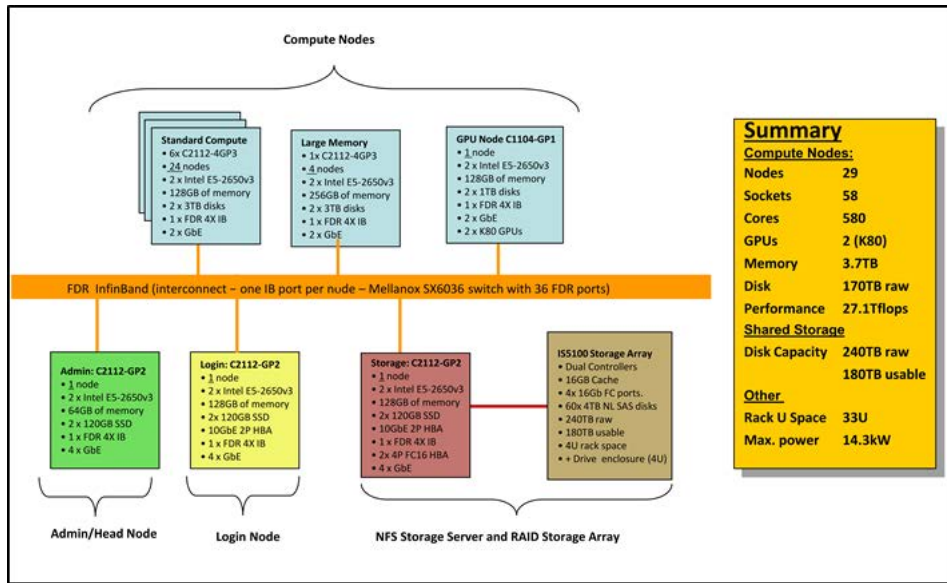 Compute Nodes
Standard Compute
• 6x C2112-4GP3
• 24 nodes
• 2 x Intel E5-2650v3
• 128GB of memory
• 2 x 3TB disks
• 1 x FDR 4X IB
• 2 x GbE
Large Memory
• 1x C2112-4GP3
• 4 nodes
• 2 x Intel E5-2650v3
• 256GB of memory
• 2 x 3TB disks
• 1 x FDR 4X IB
• 2 x GbE
GPU Node C1104-GP1
• 1 node
• 2 x Intel E5-2650v3
• 128GB of memory
• 2 x 1TB disks
• 1 x FDR 4X IB
• 2 x GbE
• 2 x K80 GPUs
FDR InfinBand (interconnect – one IB port per node – Mellanox SX6036 switch with 36 FDR ports)
Admin: C2112-GP2
• 1 node
• 2 x Intel E5-2650v3
• 64GB of memory
• 2 x 120GB SSD
• 1 x FDR 4X IB
• 4 x GbE
Login: C2112-GP2
• 1 node
• 2 x Intel E5-2650v3
• 128GB of memory
• 2x 120GB SSD
• 10GbE 2P HBA
• 1 x FDR 4X IB
• 4 x GbE
Storage: C2112-GP2
• 1 node
• 2 x Intel E5-2650v3
• 128GB of memory
• 2x 120GB SSD
• 10GbE 2P HBA
• 1 x FDR 4X IB
• 2x 4P FC16 HBA
• 4 x GbE
IS5100 Storage Array
• Dual Controllers
• 16GB Cache
• 4x 16Gb FC ports.
• 60x 4TB NL SAS disks
• 240TB raw
• 180TB usable
• 4U rack space
• + Drive enclosure (4U)
Admin/Head Node
Login Node
NFS Storage Server and RAID Storage Array
Summary
Compute Nodes:
Nodes 29
Sockets 58
Cores 580
GPUs 2 (K80)
Memory 3.7TB
Disk 170TB raw
Performance 27.1Tflops
Shared Storage
Disk Capacity 240TB raw
180TB usable
Other
Rack U Space 33U
Max. power 14.3kW